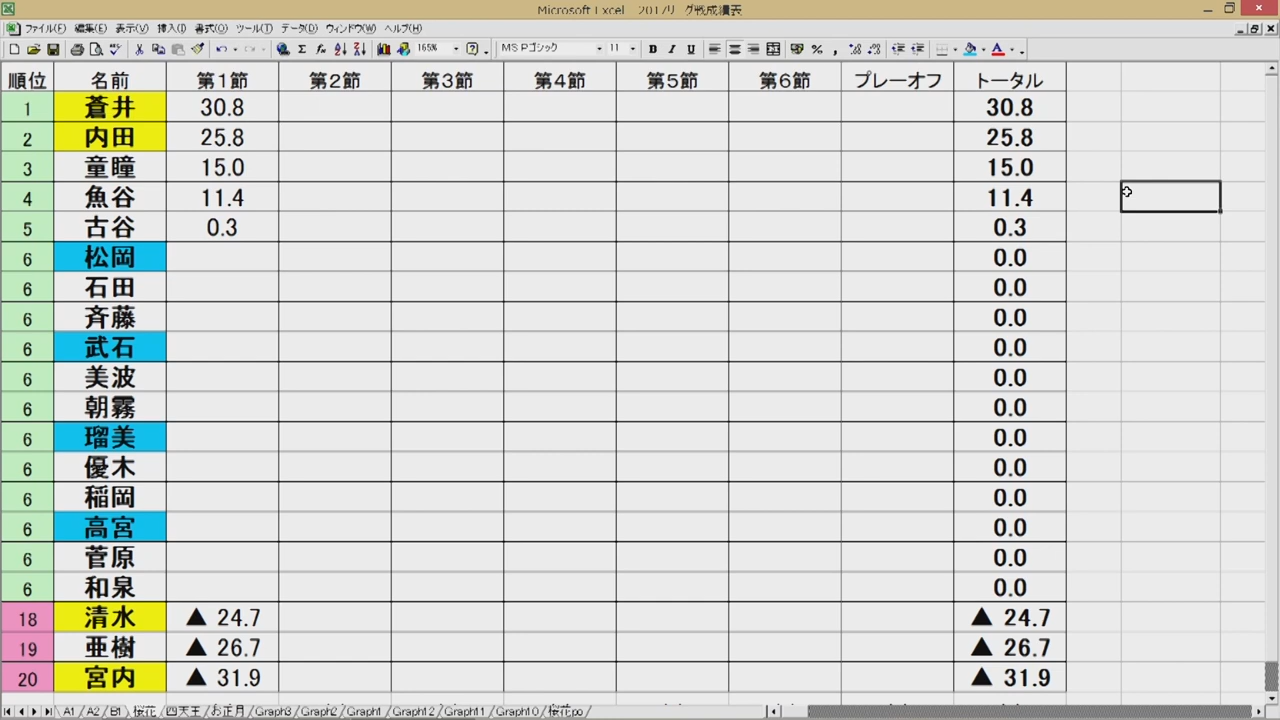 Microsoft Excel 2017リーグ戦成績表
ファイル(F) 編集(E) 表示(V) 挿入(I) 書式(O) ツール(T) データ(D) ウィンドウ(W) ヘルプ(H)
165% MS Pゴシック 11 B I U
順位 名前 第1節 第2節 第3節 第4節 第5節 第6節 プレーオフ トータル
1 蒼井 30.8 30.8
2 内田 25.8 25.8
3 童瞳 15.0 15.0
4 魚谷 11.4 11.4
5 古谷 0.3 0.3
6 松岡 0.0
6 石田 0.0
6 斉藤 0.0
6 武石 0.0
6 美波 0.0
6 朝霧 0.0
6 瑠美 0.0
6 優木 0.0
6 稲岡 0.0
6 高宮 0.0
6 菅原 0.0
6 和泉 0.0
18 清水 ▲ 24.7 ▲ 24.7
19 亜樹 ▲ 26.7 ▲ 26.7
20 宮内 ▲ 31.9 ▲ 31.9
A1 A2 B1 桜花 四天王 お正月 Graph3 Graph2 Graph1 Graph12 Graph11 Graph10 桜花po